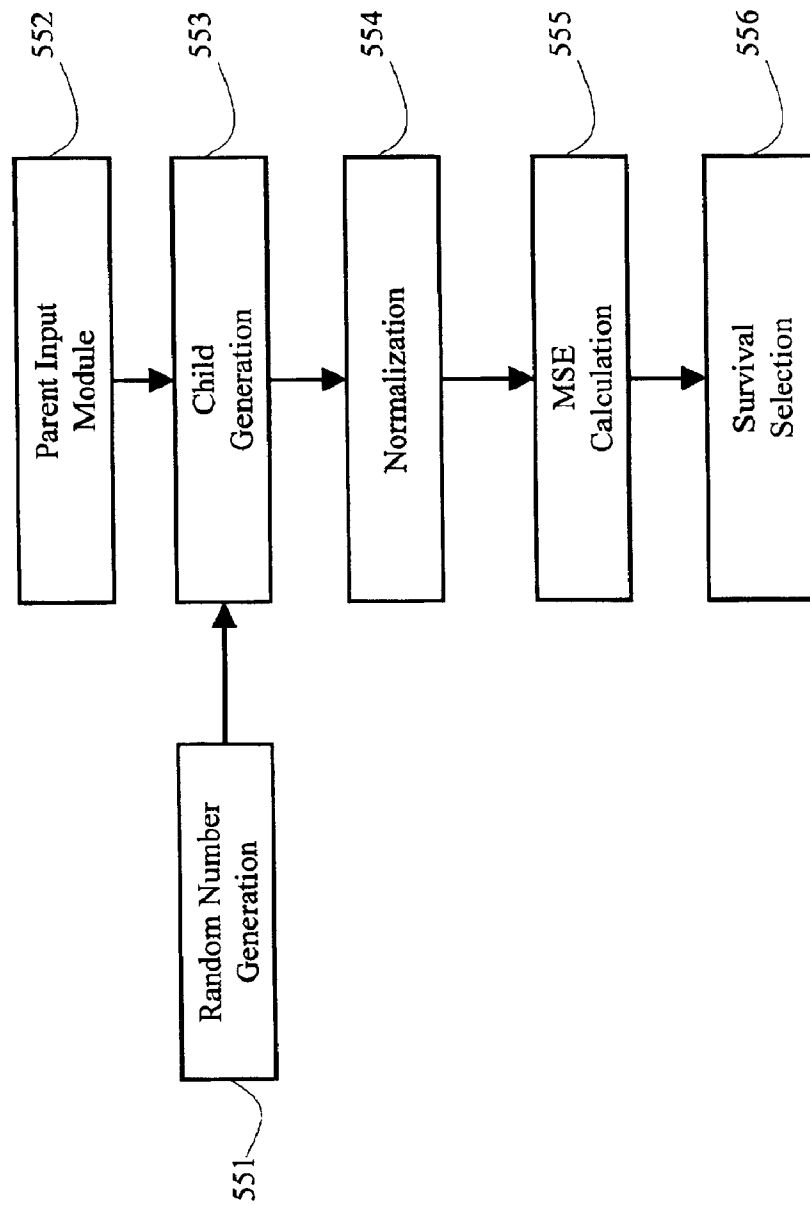 552
Parent Input
Module
553
Child
Generation
551
Random Number
Generation
554
Normalization
555
MSE
Calculation
556
Survival
Selection